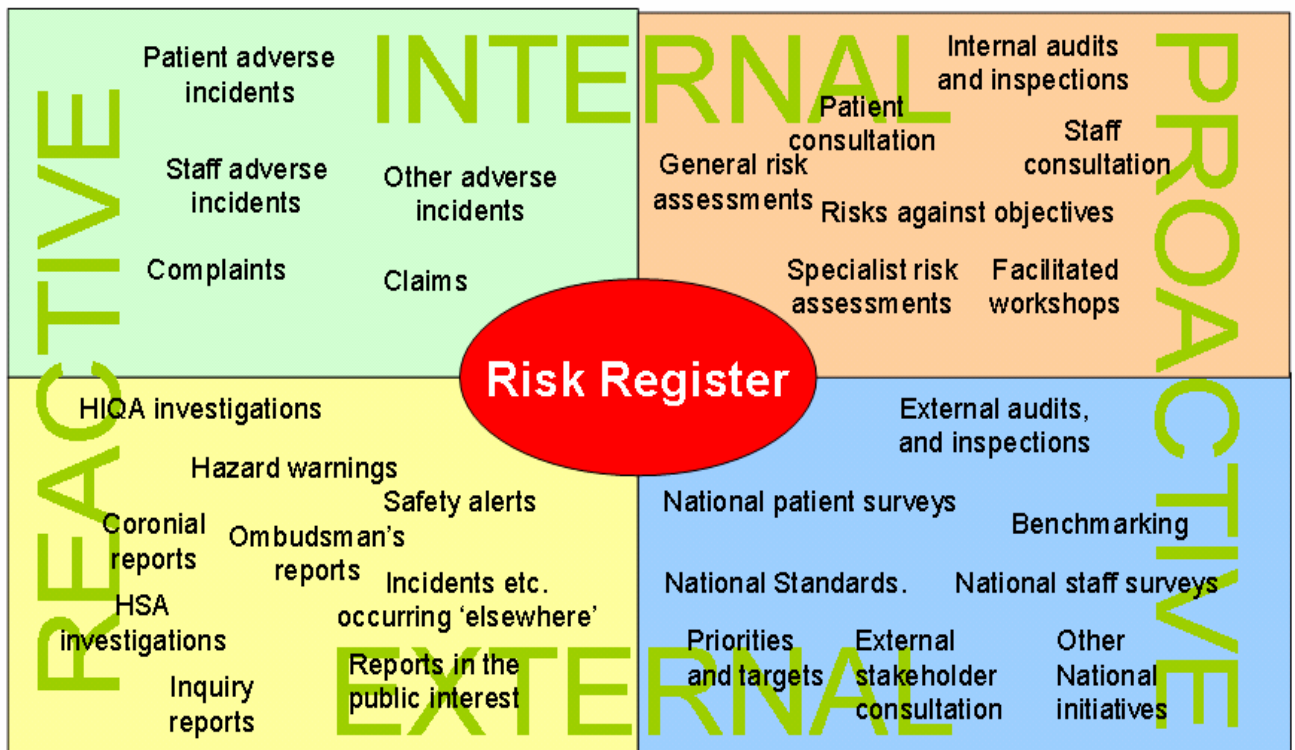 INTERNAL
REACTIVE
PROACTIVE
EXTERNAL
Patient adverse
incidents
Staff adverse
incidents
Other adverse
incidents
Complaints
Claims
Internal audits
and inspections
Patient
consultation
Staff
consultation
General risk
assessments
Risks against objectives
Specialist risk
assessments
Facilitated
workshops
Risk Register
HIQA investigations
Hazard warnings
Safety alerts
Coronial
reports
Ombudsman’s
reports
Incidents etc.
occurring ‘elsewhere’
HSA
investigations
Reports in the
public interest
Inquiry
reports
External audits,
and inspections
National patient surveys
Benchmarking
National Standards.
National staff surveys
Priorities
and targets
External
stakeholder
consultation
Other
National
initiatives